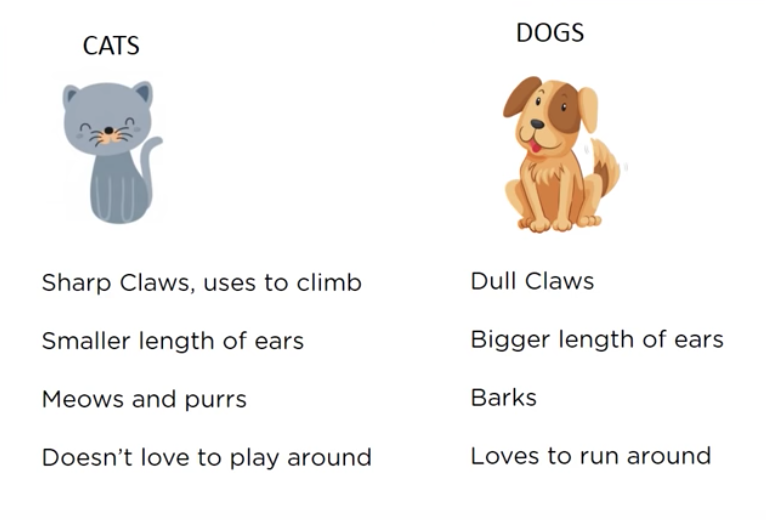 CATS
DOGS
Sharp Claws, uses to climb
Dull Claws
Smaller length of ears
Bigger length of ears
Meows and purrs
Barks
Doesn't love to play around
Loves to run around